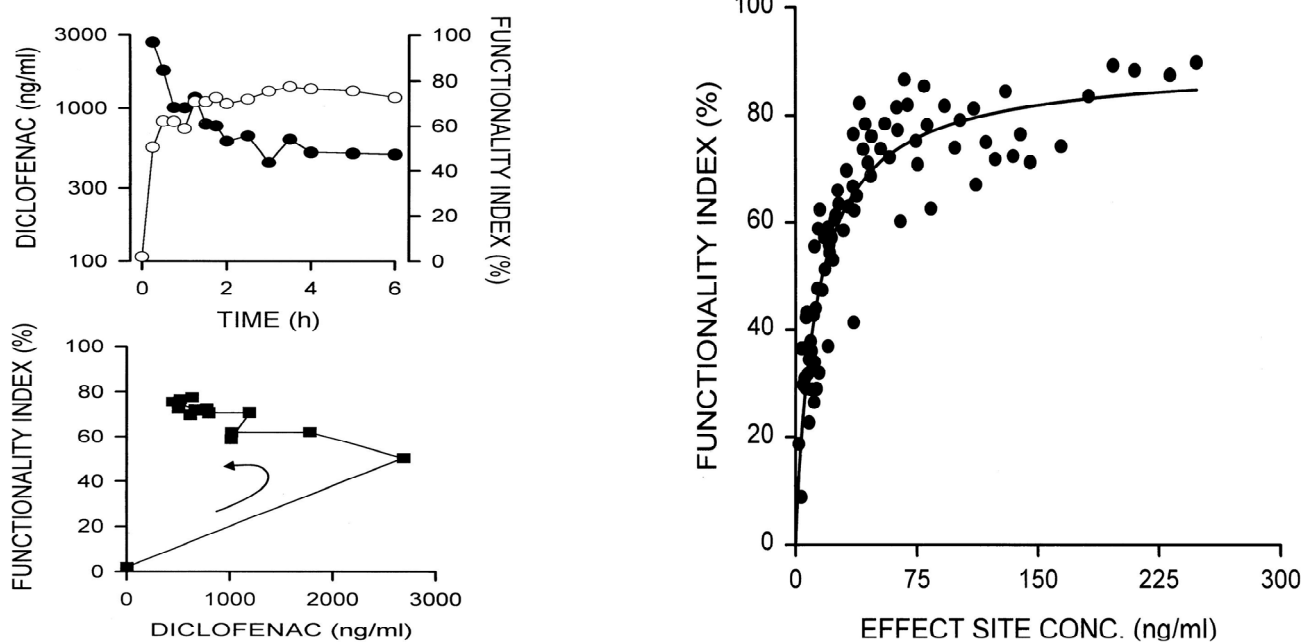 DICLOFENAC (ng/ml)
3000
1000
300
100
100
80
60
40
20
0
FUNCTIONALITY INDEX (%)
0 2 4 6
TIME (h)
FUNCTIONALITY INDEX (%)
100
80
60
40
20
0
0 1000 2000 3000
DICLOFENAC (ng/ml)
FUNCTIONALITY INDEX (%)
100
80
60
40
20
0
0 75 150 225 300
EFFECT SITE CONC. (ng/ml)